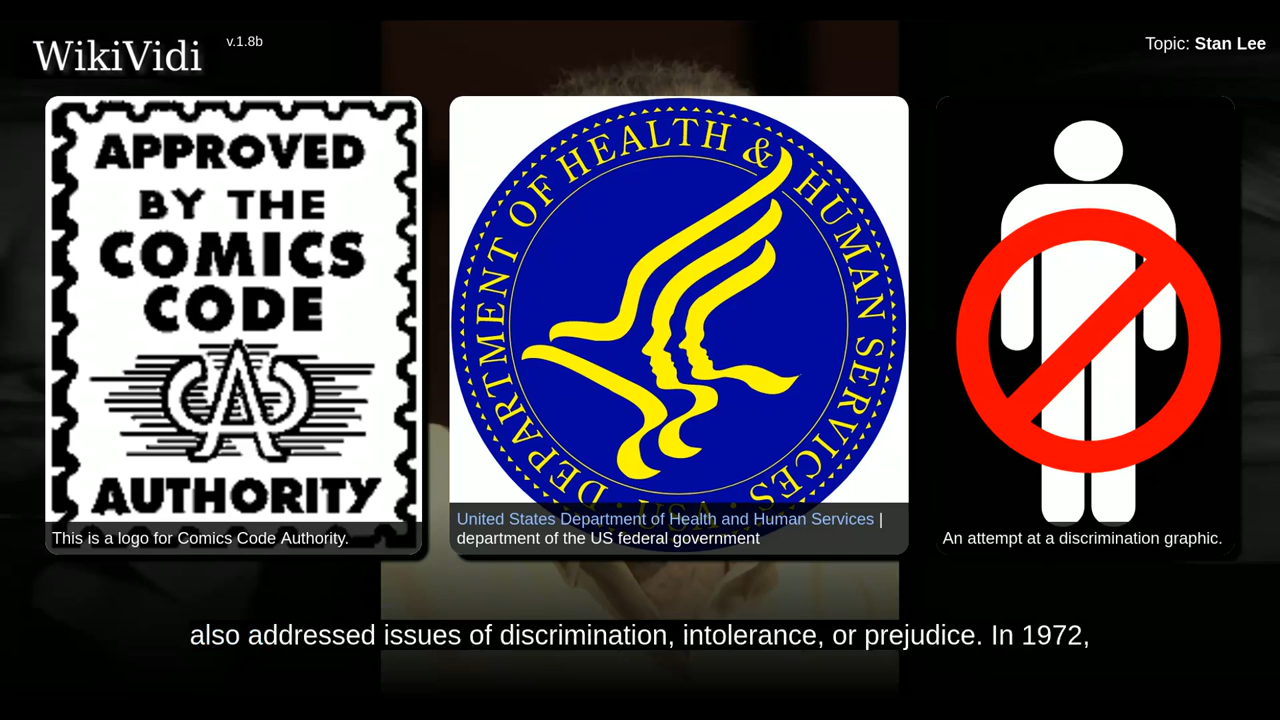 WikiVidi
v.1.8b
Topic: Stan Lee
APPROVED
BY THE
COMICS
CODE
CA
AUTHORITY
This is a logo for Comics Code Authority.
DEPARTMENT OF HEALTH & HUMAN SERVICES · USA ·
United States Department of Health and Human Services |
department of the US federal government
An attempt at a discrimination graphic.
also addressed issues of discrimination, intolerance, or prejudice. In 1972,